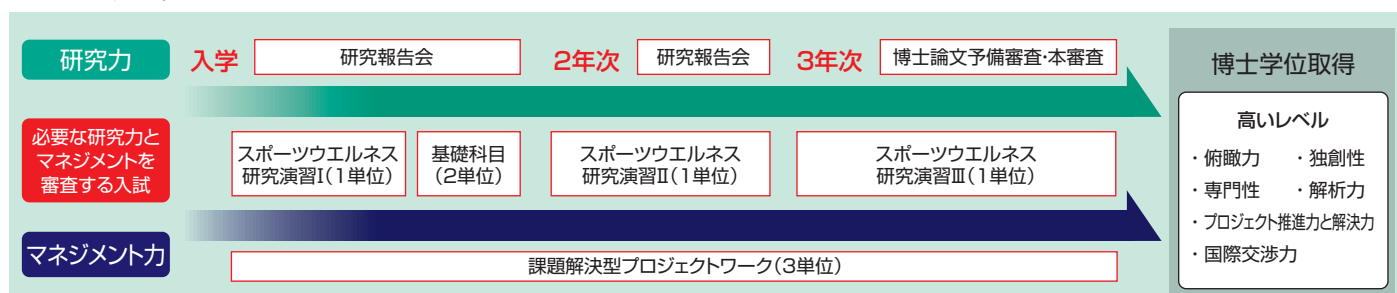 研究力
入学
研究報告会
2年次
研究報告会
3年次
博士論文予備審査・本審査
必要な研究力と
マネジメントを
審査する入試
スポーツウエルネス
研究演習Ⅰ(1単位)
基礎科目
(2単位)
スポーツウエルネス
研究演習Ⅱ(1単位)
スポーツウエルネス
研究演習Ⅲ(1単位)
マネジメント力
課題解決型プロジェクトワーク(3単位)
博士学位取得
高いレベル
・俯瞰力 ・独創性
・専門性 ・解析力
・プロジェクト推進力と解決力
・国際交渉力